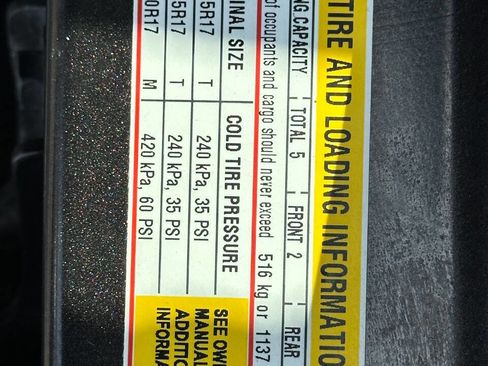 TIRE AND LOADING INFORMATIO
NG CAPACITY TOTAL 5 FRONT 2 REAR
of occupants and cargo should never exceed 516 kg or 1137
INAL SIZE COLD TIRE PRESSURE
5R17 T 240 kPa, 35 PSI
5R17 T 240 kPa, 35 PSI
0R17 M 420 kPa, 60 PSI
SEE OWN
MANUAL
ADDITIO
INFORMA